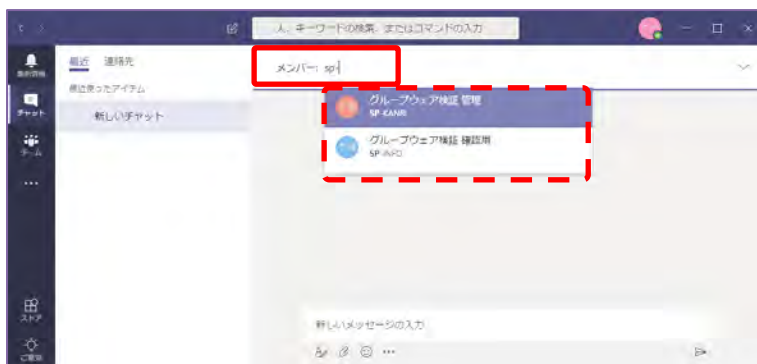 人、キーワードの検索、またはコマンドの入力
最近 連絡先
最近使ったアイテム
新しいチャット
チャット
チーム
ストア
メンバー: sp
グループウェア検証 管理
SP-KANRI
グループウェア検証 確認用
SP-INFO
新しいメッセージの入力